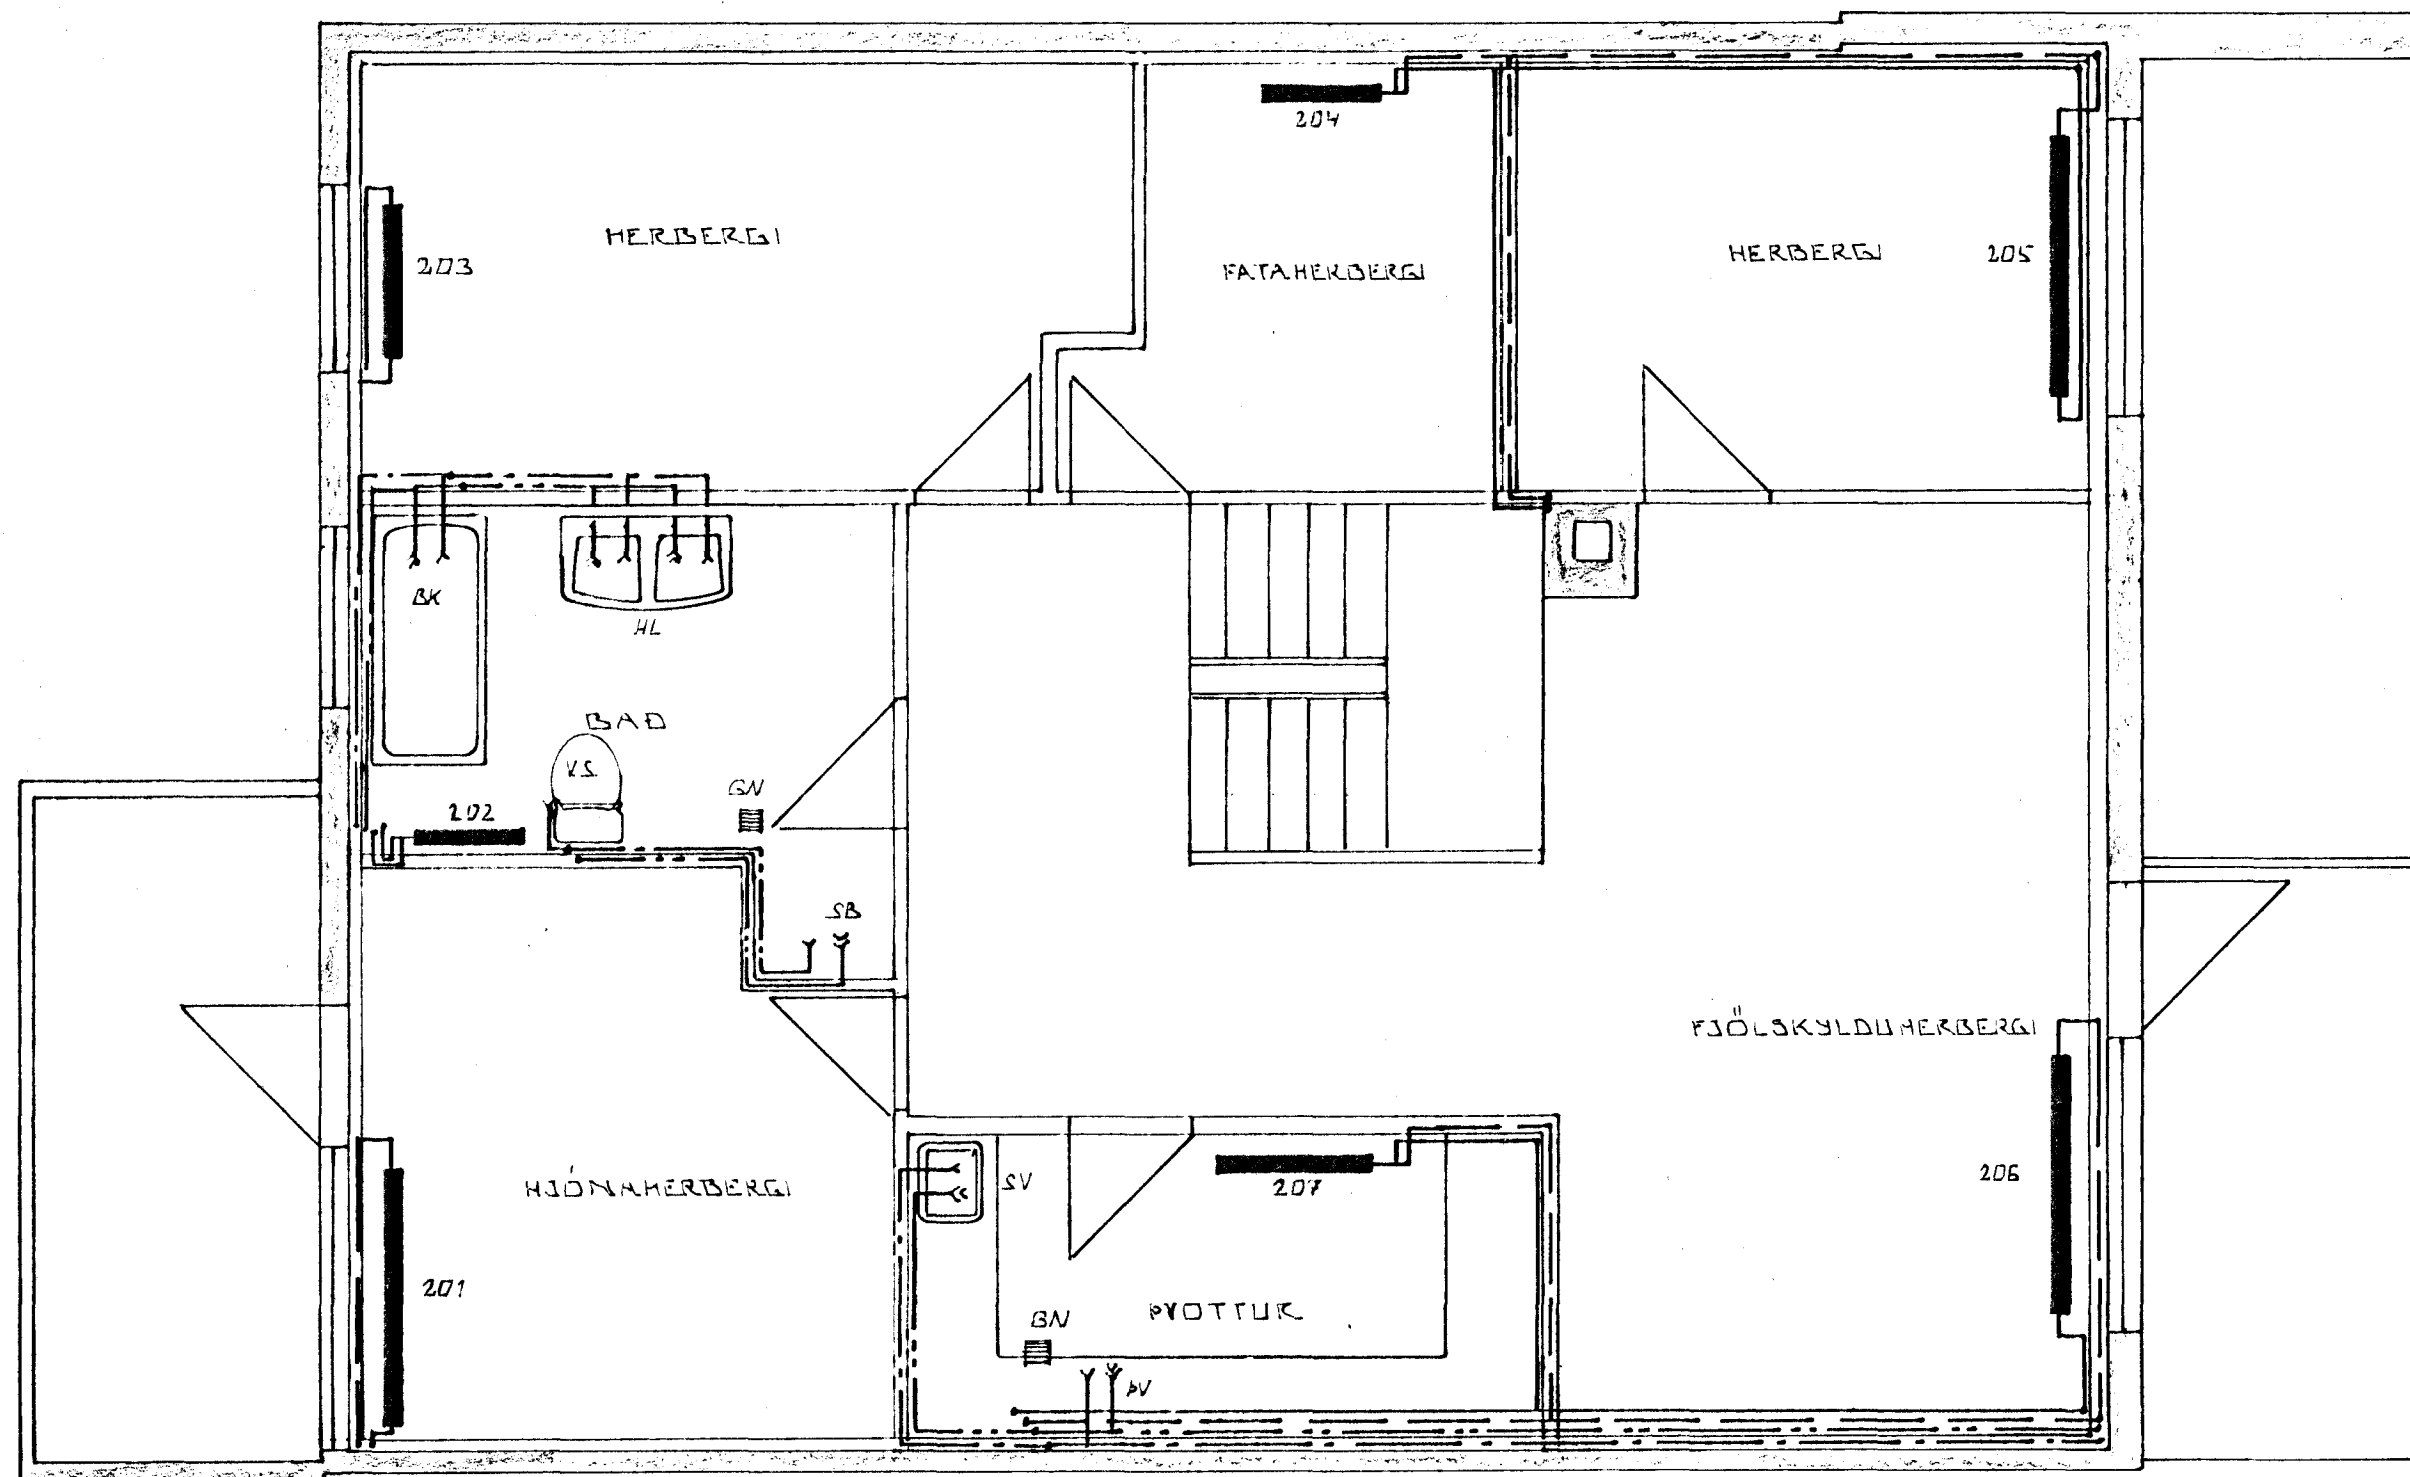 204
HERBERGI
203
FATAHERBERGI
HERBERGI
205
BK
HL
BAÐ
V.S.
GN
202
SB
FJÖLSKYLDUHERBERGI
HJÓNAHERBERGI
SV
207
206
201
ÞVOTTUR
GN
ÞV